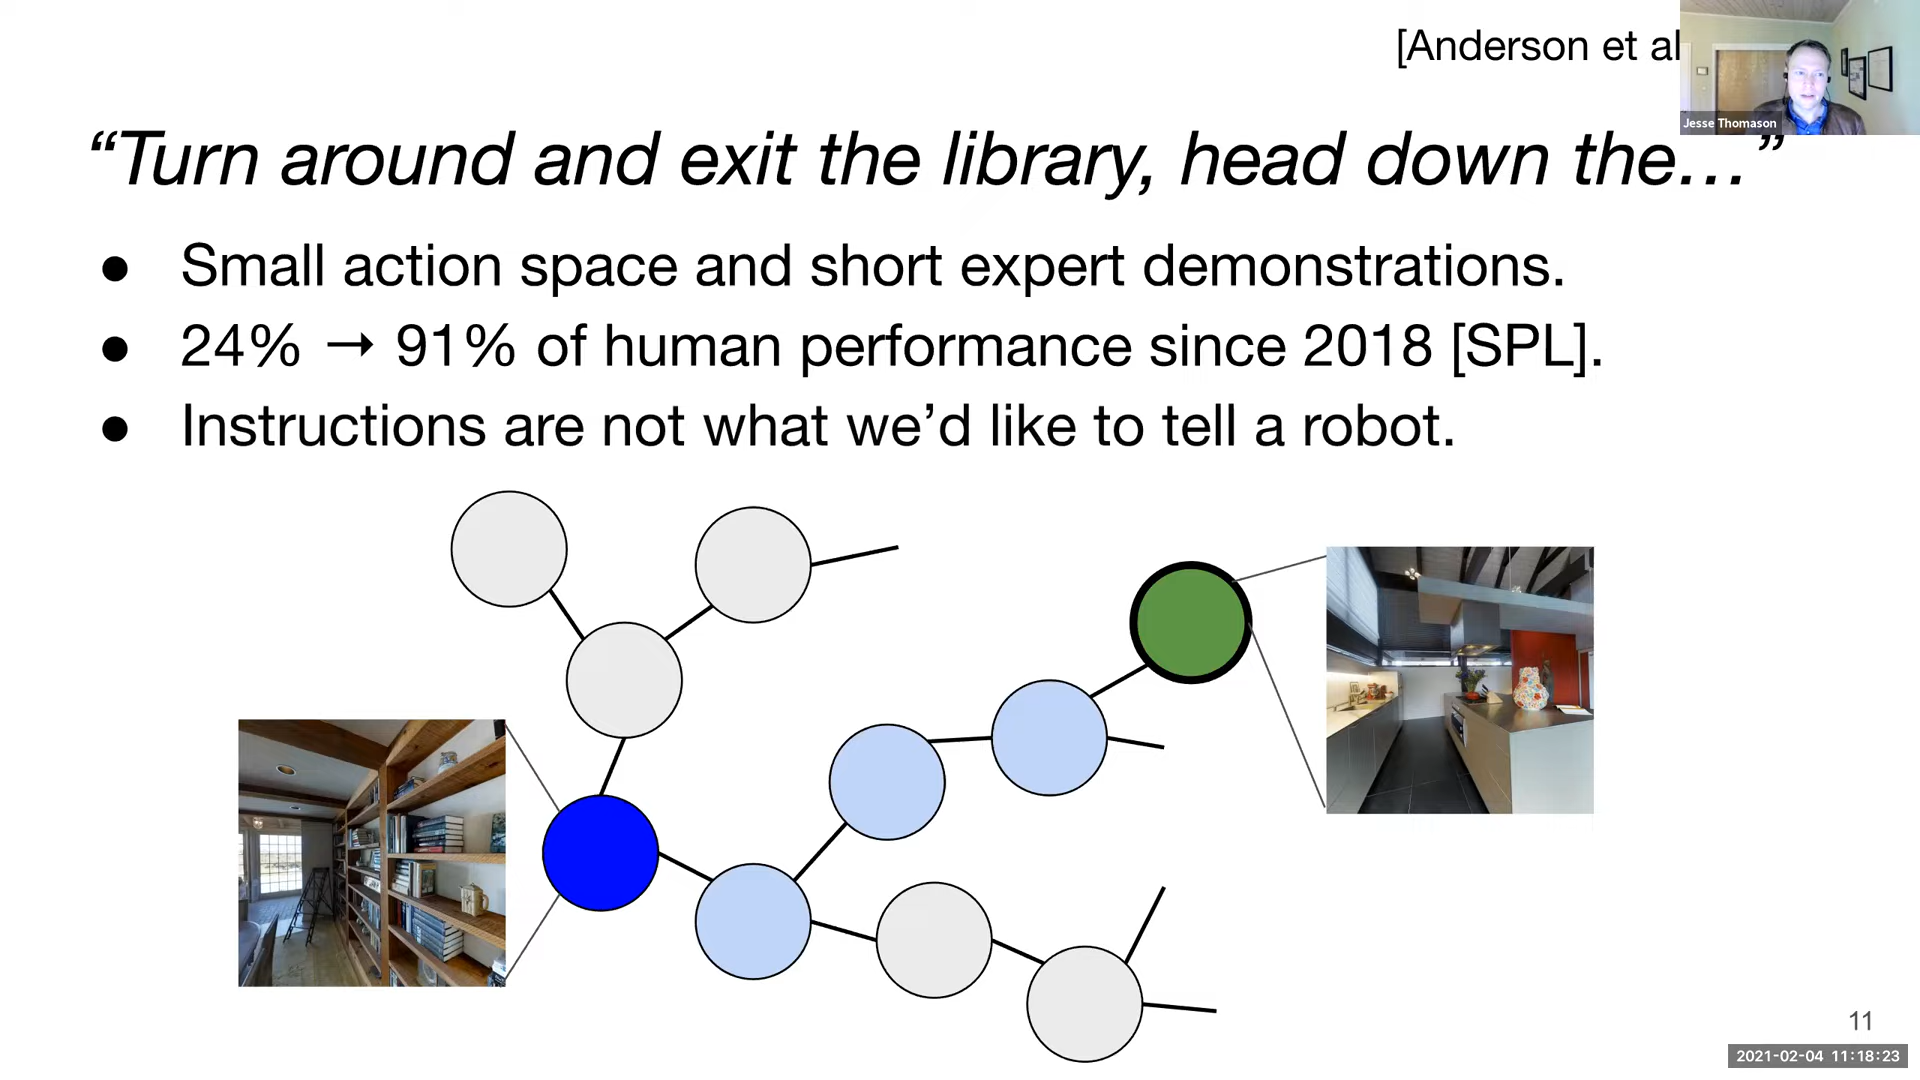 [Anderson et al
Jesse Thomason
“Turn around and exit the library, head down the…”
● Small action space and short expert demonstrations.
● 24% → 91% of human performance since 2018 [SPL].
● Instructions are not what we’d like to tell a robot.
11
2021-02-04 11:18:23